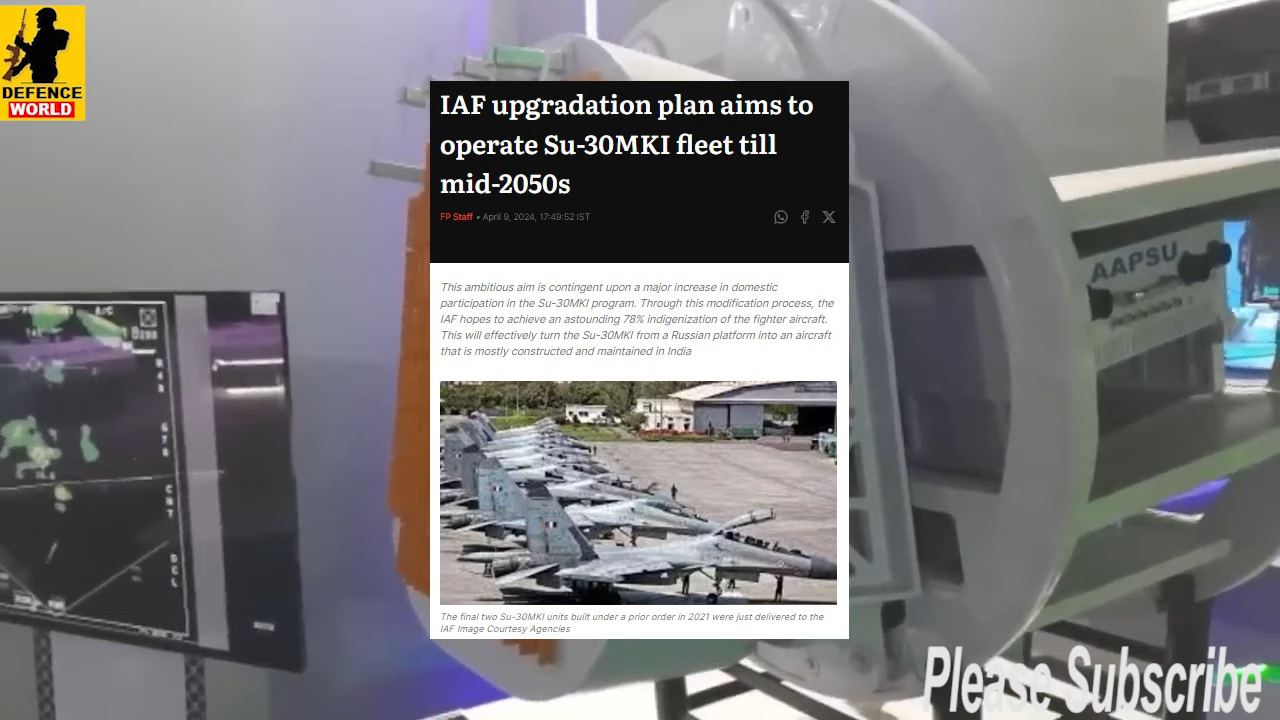 DEFENCE
WORLD
IAF upgradation plan aims to
operate Su-30MKI fleet till
mid-2050s
FP Staff • April 9, 2024, 17:49:52 IST
This ambitious aim is contingent upon a major increase in domestic
participation in the Su-30MKI program. Through this modification process, the
IAF hopes to achieve an astounding 78% indigenization of the fighter aircraft.
This will effectively turn the Su-30MKI from a Russian platform into an aircraft
that is mostly constructed and maintained in India
The final two Su-30MKI units built under a prior order in 2021 were just delivered to the
IAF Image Courtesy Agencies
AAPSU
Please Subscribe